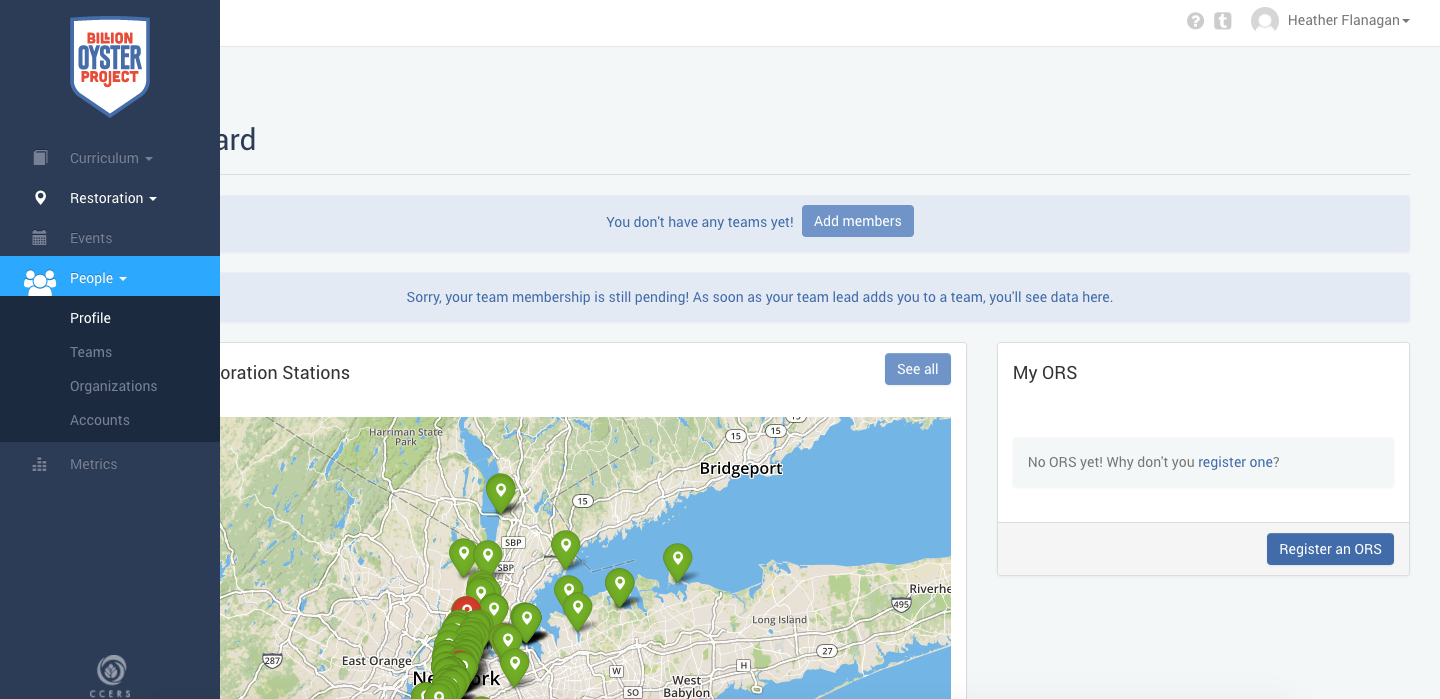 BILLION
OYSTER
PROJECT
Heather Flanagan
Curriculum
Restoration
Events
People
Profile
Teams
Organizations
Accounts
Metrics
CCERS
ard
You don't have any teams yet! Add members
Sorry, your team membership is still pending! As soon as your team lead adds you to a team, you'll see data here.
oration Stations
See all
Harriman State
Park
15
15
15
Bridgeport
15
SBP
SBP
Riverhe
495
Long Island
27
287
East Orange
W
H
West
Babylon
SO
My ORS
No ORS yet! Why don't you register one?
Register an ORS